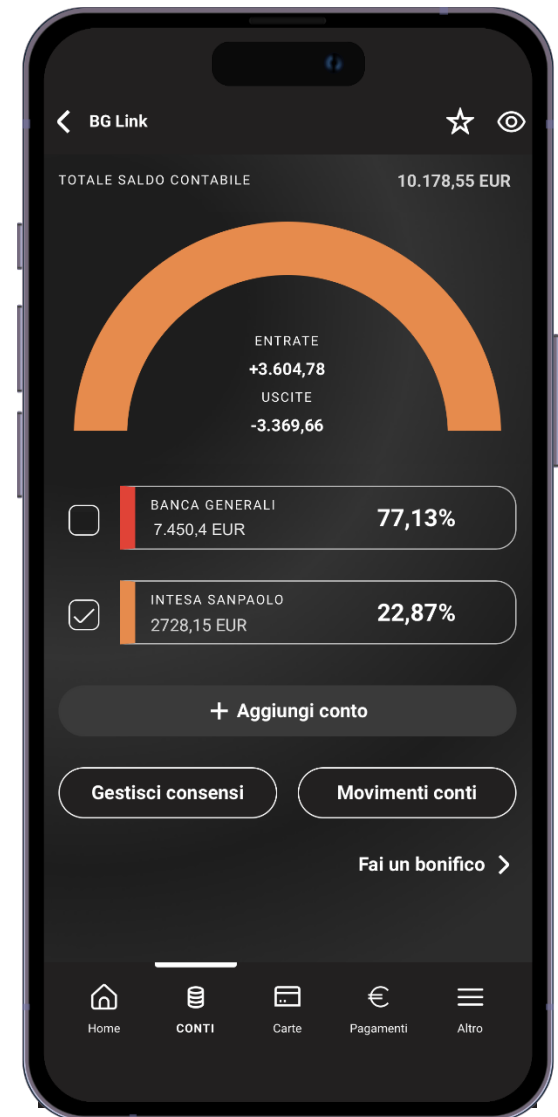 BG Link
TOTALE SALDO CONTABILE 10.178,55 EUR
ENTRATE
+3.604,78
USCITE
-3.369,66
BANCA GENERALI
7.450,4 EUR
77,13%
INTESA SANPAOLO
2728,15 EUR
22,87%
+ Aggiungi conto
Gestisci consensi
Movimenti conti
Fai un bonifico
Home CONTI Carte Pagamenti Altro